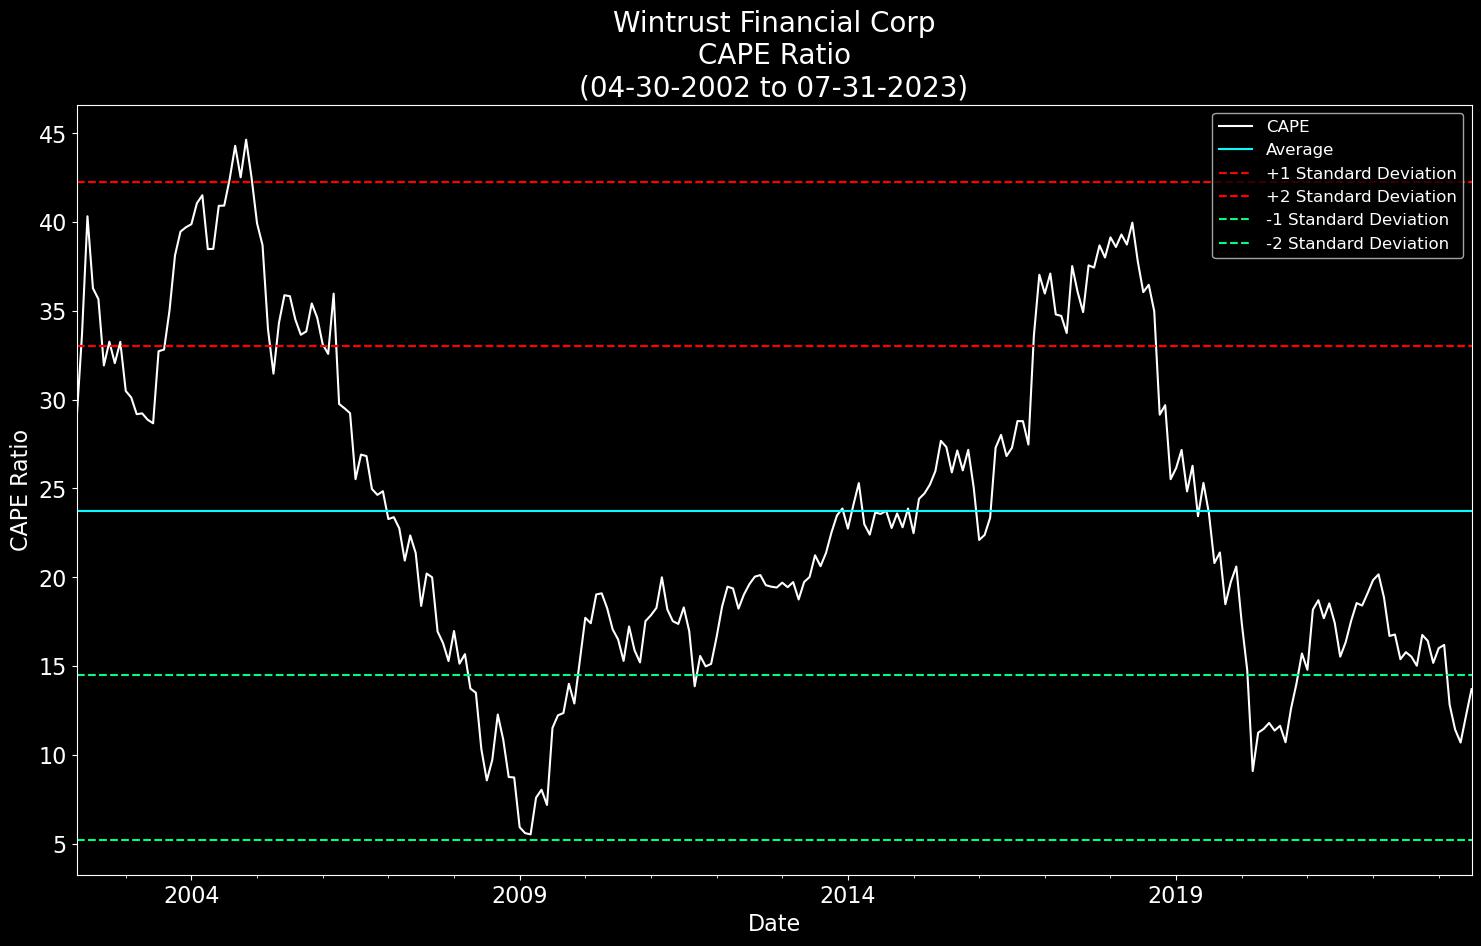 Wintrust Financial Corp
CAPE Ratio
(04-30-2002 to 07-31-2023)
CAPE
Average
+1 Standard Deviation
+2 Standard Deviation
-1 Standard Deviation
-2 Standard Deviation
CAPE Ratio
45
40
35
30
25
20
15
10
5
2004
2009
2014
2019
Date